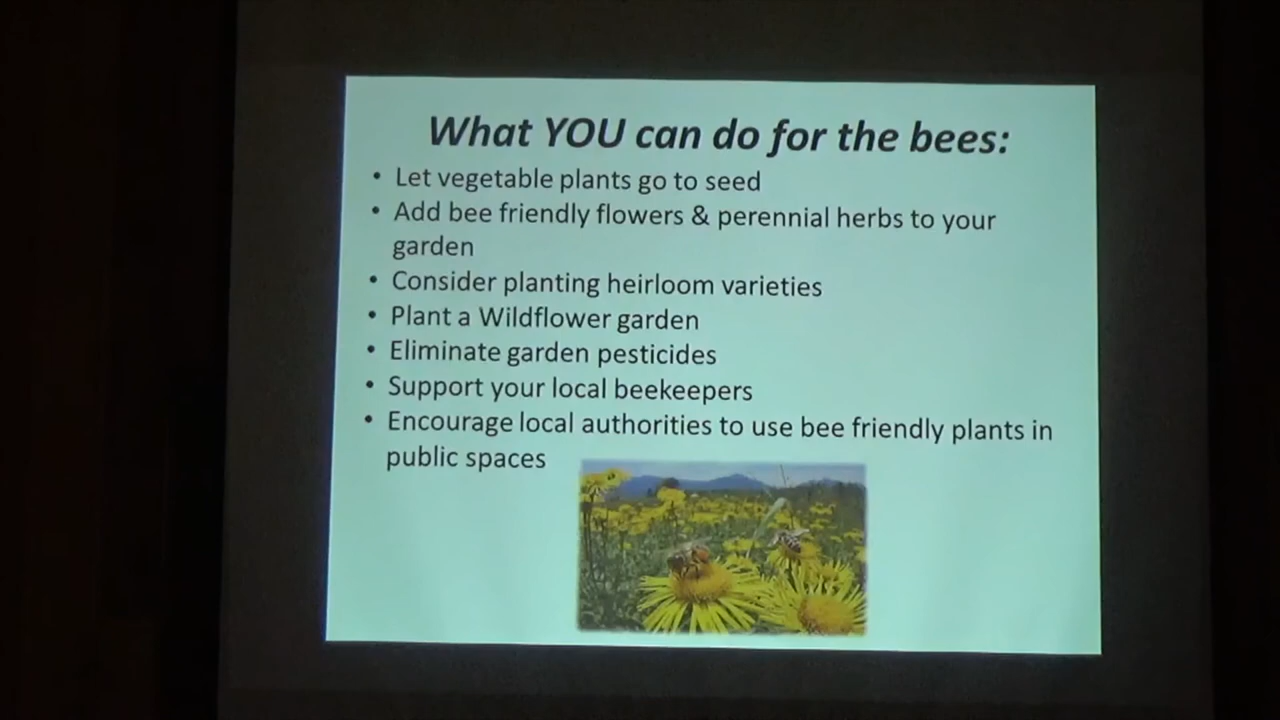 What YOU can do for the bees:
• Let vegetable plants go to seed
• Add bee friendly flowers & perennial herbs to your
garden
• Consider planting heirloom varieties
• Plant a Wildflower garden
• Eliminate garden pesticides
• Support your local beekeepers
• Encourage local authorities to use bee friendly plants in
public spaces